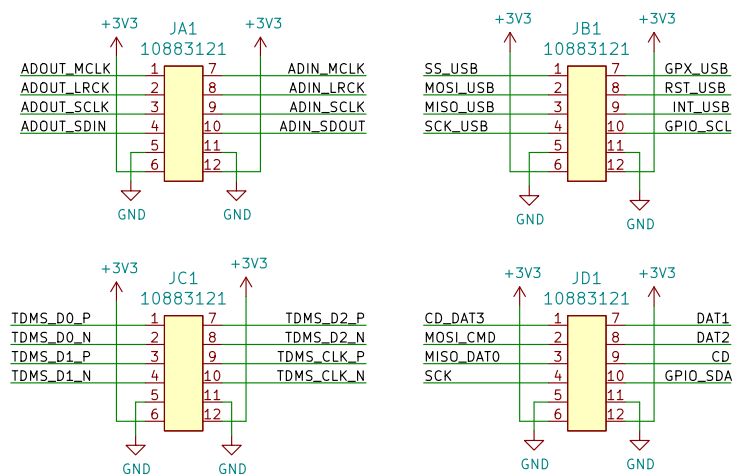 +3V3 JA1 +3V3
10883121
ADOUT_MCLK 1 7 ADIN_MCLK
ADOUT_LRCK 2 8 ADIN_LRCK
ADOUT_SCLK 3 9 ADIN_SCLK
ADOUT_SDIN 4 10 ADIN_SDOUT
5 11
6 12
GND GND
+3V3 JB1 +3V3
10883121
SS_USB 1 7 GPX_USB
MOSI_USB 2 8 RST_USB
MISO_USB 3 9 INT_USB
SCK_USB 4 10 GPIO_SCL
5 11
6 12
GND GND
+3V3 JC1 +3V3
10883121
TDMS_D0_P 1 7 TDMS_D2_P
TDMS_D0_N 2 8 TDMS_D2_N
TDMS_D1_P 3 9 TDMS_CLK_P
TDMS_D1_N 4 10 TDMS_CLK_N
5 11
6 12
GND GND
+3V3 JD1 +3V3
10883121
CD_DAT3 1 7 DAT1
MOSI_CMD 2 8 DAT2
MISO_DAT0 3 9 CD
SCK 4 10 GPIO_SDA
5 11
6 12
GND GND